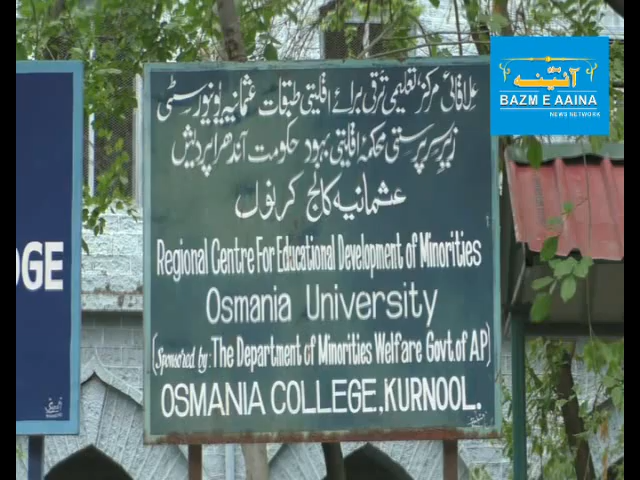 آئینہ
BAZM E AAINA
NEWS NETWORK
علاقائی مرکز تعلیمی ترقی برائے اقلیتی طبقات عثمانیہ یونیورسٹی
زیر سرپرستی محکمہ اقلیتی بہبود حکومت آندھرا پردیش
عثمانیہ کالج کرنول
Regional Centre For Educational Development of Minorities
Osmania University
(Sponsored by: The Department of Minorities Welfare Govt. of AP)
OSMANIA COLLEGE, KURNOOL.
GE